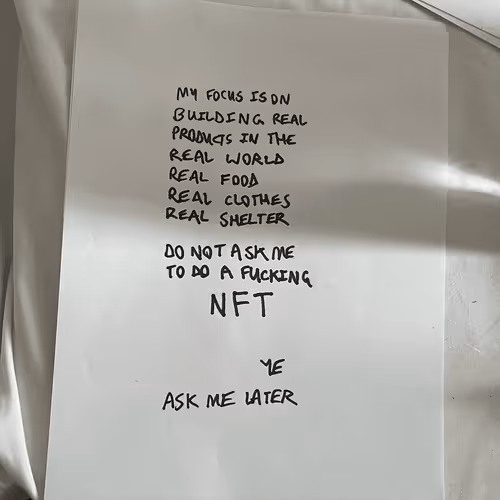 MY FOCUS IS ON
BUILDING REAL
PRODUCTS IN THE
REAL WORLD
REAL FOOD
REAL CLOTHES
REAL SHELTER
DO NOT ASK ME
TO DO A FUCKING
NFT
YE
ASK ME LATER